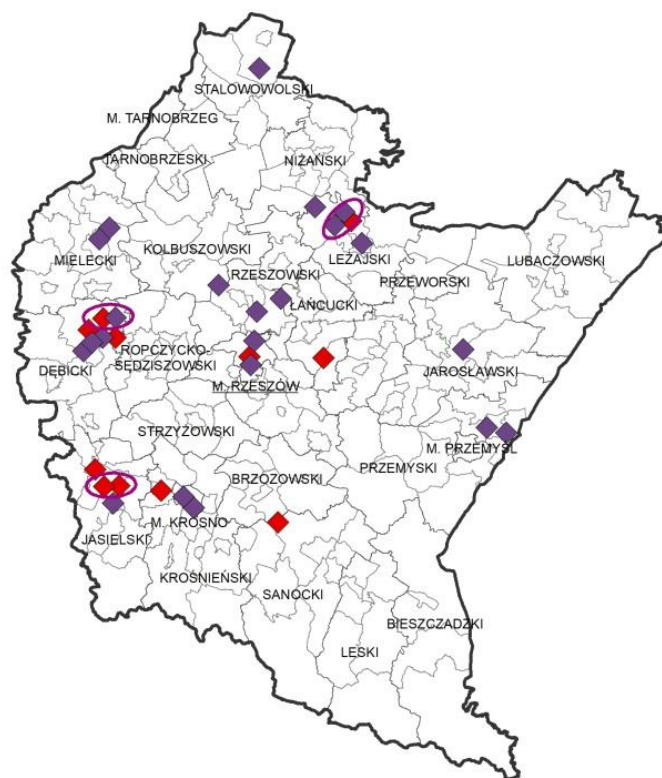 STALOWOWOLSKI
M. TARNOBRZEG
TARNOBRZESKI
NIŻAŃSKI
MIELECKI
KOLBUSZOWSKI
RZESZOWSKI
LEŻAJSKI
LUBACZOWSKI
PRZEWORSKI
ŁAŃCUCKI
ROPCZYCKO-
SĘDZISZOWSKI
DĘBICKI
M. RZESZÓW
JAROSŁAWSKI
STRZYŻOWSKI
M. PRZEMYŚL
PRZEMYSKI
BRZOZOWSKI
M. KROSNO
JASIELSKI
KROŚNIEŃSKI
SANOCKI
BIESZCZADZKI
LESKI